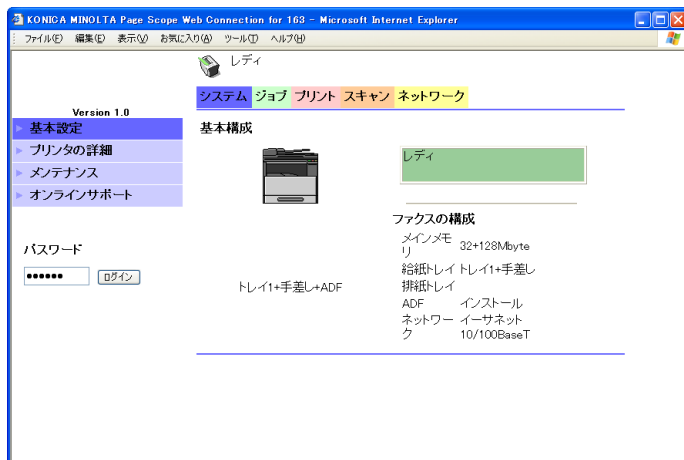 KONICA MINOLTA Page Scope Web Connection for 163 - Microsoft Internet Explorer
ファイル(F) 編集(E) 表示(V) お気に入り(A) ツール(T) ヘルプ(H)
レディ
システム ジョブ プリント スキャン ネットワーク
Version 1.0
基本設定
プリンタの詳細
メンテナンス
オンラインサポート
パスワード
●●●●●● ログイン
基本構成
レディ
トレイ1+手差し+ADF
ファクスの構成
メインメモ
リ 32+128Mbyte
給紙トレイ トレイ1+手差し
排紙トレイ
ADF インストール
ネットワー イーサネット
ク 10/100BaseT